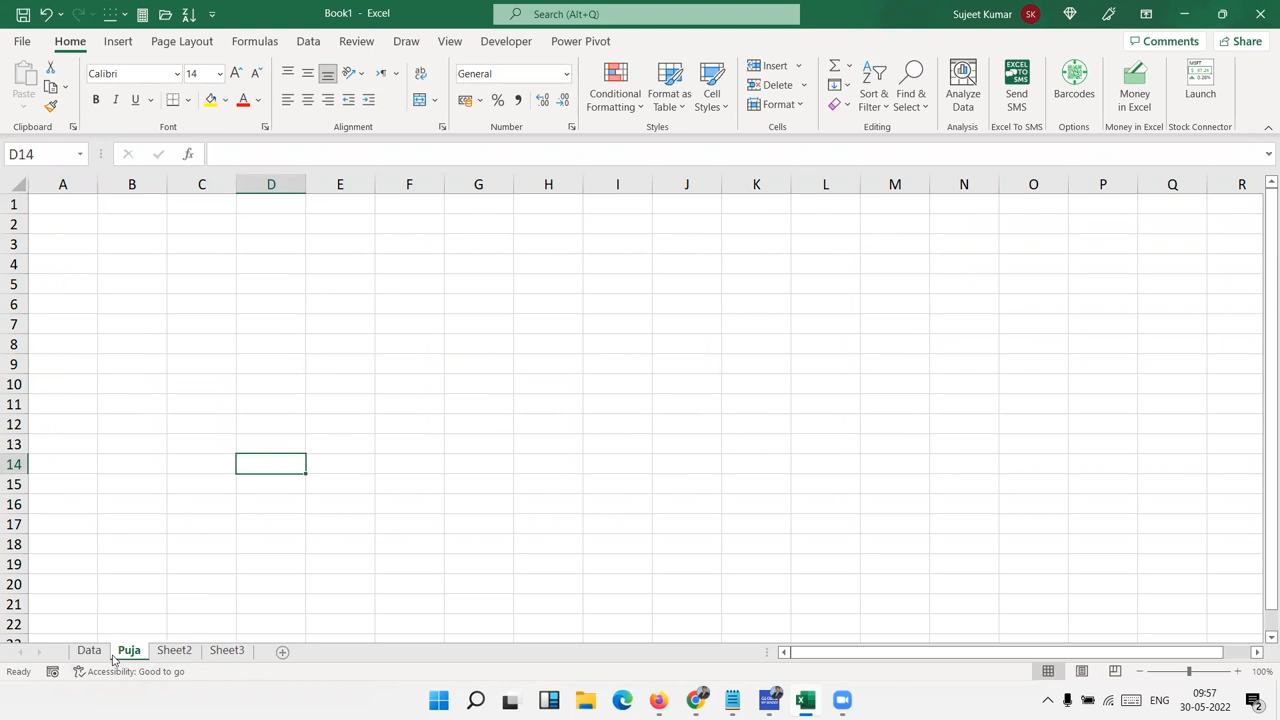 Book1 - Excel
Search (Alt+Q)
Sujeet Kumar
SK
File
Home
Insert
Page Layout
Formulas
Data
Review
View
Developer
Power Pivot
Comments
Share
Paste
Calibri
14
General
Insert
Delete
Format
Conditional Formatting
Format as Table
Cell Styles
Sort & Filter
Find & Select
Analyze Data
Send SMS
Barcodes
Money in Excel
Launch
Clipboard
Font
Alignment
Number
Styles
Cells
Editing
Analysis
Excel To SMS
Options
Money in Excel
Stock Connector
D14
fx
A B C D E F G H I J K L M N O P Q R
1
2
3
4
5
6
7
8
9
10
11
12
13
14
15
16
17
18
19
20
21
22
Data
Puja
Sheet2
Sheet3
Ready
Accessibility: Good to go
100%
ENG
09:57
30-05-2022
2